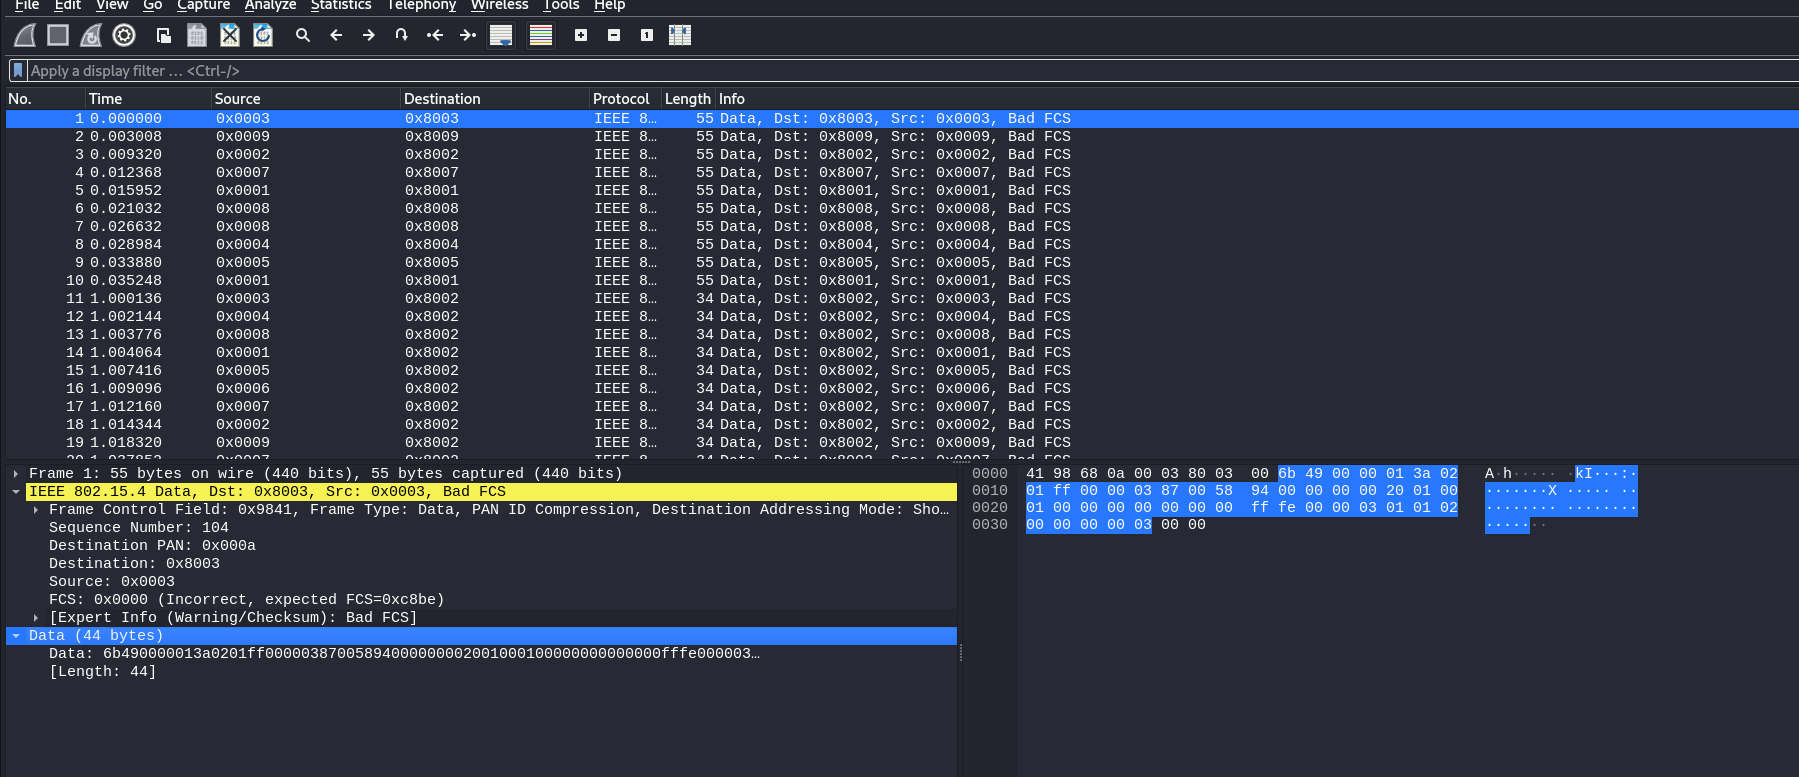 File Edit View Go Capture Analyze Statistics Telephony Wireless Tools Help
Apply a display filter … <Ctrl-/>
No. Time Source Destination Protocol Length Info
1 0.000000 0x0003 0x8003 IEEE 8… 55 Data, Dst: 0x8003, Src: 0x0003, Bad FCS
2 0.003008 0x0009 0x8009 IEEE 8… 55 Data, Dst: 0x8009, Src: 0x0009, Bad FCS
3 0.009320 0x0002 0x8002 IEEE 8… 55 Data, Dst: 0x8002, Src: 0x0002, Bad FCS
4 0.012368 0x0007 0x8007 IEEE 8… 55 Data, Dst: 0x8007, Src: 0x0007, Bad FCS
5 0.015952 0x0001 0x8001 IEEE 8… 55 Data, Dst: 0x8001, Src: 0x0001, Bad FCS
6 0.021032 0x0008 0x8008 IEEE 8… 55 Data, Dst: 0x8008, Src: 0x0008, Bad FCS
7 0.026632 0x0008 0x8008 IEEE 8… 55 Data, Dst: 0x8008, Src: 0x0008, Bad FCS
8 0.028984 0x0004 0x8004 IEEE 8… 55 Data, Dst: 0x8004, Src: 0x0004, Bad FCS
9 0.033880 0x0005 0x8005 IEEE 8… 55 Data, Dst: 0x8005, Src: 0x0005, Bad FCS
10 0.035248 0x0001 0x8001 IEEE 8… 55 Data, Dst: 0x8001, Src: 0x0001, Bad FCS
11 1.000136 0x0003 0x8002 IEEE 8… 34 Data, Dst: 0x8002, Src: 0x0003, Bad FCS
12 1.002144 0x0004 0x8002 IEEE 8… 34 Data, Dst: 0x8002, Src: 0x0004, Bad FCS
13 1.003776 0x0008 0x8002 IEEE 8… 34 Data, Dst: 0x8002, Src: 0x0008, Bad FCS
14 1.004064 0x0001 0x8002 IEEE 8… 34 Data, Dst: 0x8002, Src: 0x0001, Bad FCS
15 1.007416 0x0005 0x8002 IEEE 8… 34 Data, Dst: 0x8002, Src: 0x0005, Bad FCS
16 1.009096 0x0006 0x8002 IEEE 8… 34 Data, Dst: 0x8002, Src: 0x0006, Bad FCS
17 1.012160 0x0007 0x8002 IEEE 8… 34 Data, Dst: 0x8002, Src: 0x0007, Bad FCS
18 1.014344 0x0002 0x8002 IEEE 8… 34 Data, Dst: 0x8002, Src: 0x0002, Bad FCS
19 1.018320 0x0009 0x8002 IEEE 8… 34 Data, Dst: 0x8002, Src: 0x0009, Bad FCS
Frame 1: 55 bytes on wire (440 bits), 55 bytes captured (440 bits)
IEEE 802.15.4 Data, Dst: 0x8003, Src: 0x0003, Bad FCS
Frame Control Field: 0x9841, Frame Type: Data, PAN ID Compression, Destination Addressing Mode: Sho…
Sequence Number: 104
Destination PAN: 0x000a
Destination: 0x8003
Source: 0x0003
FCS: 0x0000 (Incorrect, expected FCS=0xc8be)
[Expert Info (Warning/Checksum): Bad FCS]
Data (44 bytes)
Data: 6b490000013a0201ff0000038700589400000000200100010000000000000fffe000003…
[Length: 44]
0000 41 98 68 0a 00 03 80 03 00 6b 49 00 00 01 3a 02 A·h····· ·kI···:·
0010 01 ff 00 00 03 87 00 58 94 00 00 00 00 20 01 00 ·······X ····· ··
0020 01 00 00 00 00 00 00 00 ff fe 00 00 03 01 01 02 ········ ········
0030 00 00 00 00 03 00 00 ·······